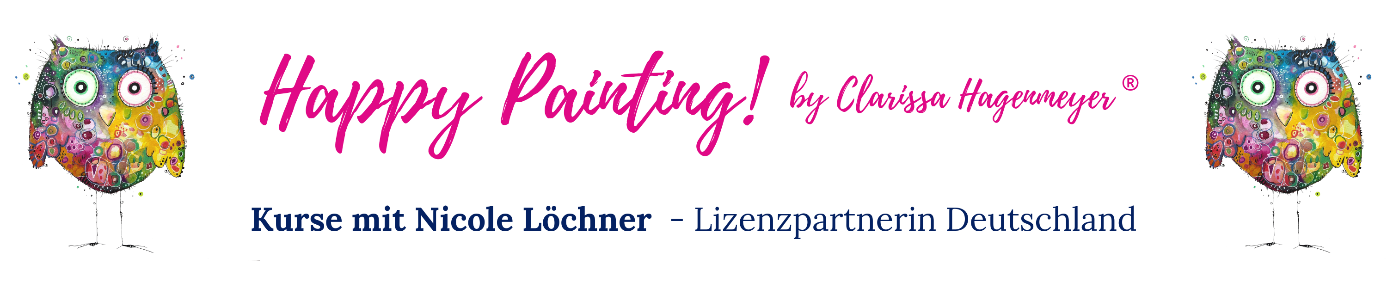 Happy Painting! by Clarissa Hagenmeyer ®
Kurse mit Nicole Löchner - Lizenzpartnerin Deutschland